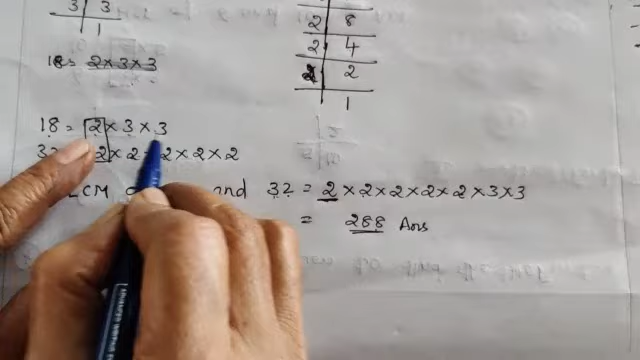 3 | 3
1
18= 2×3×3
2 | 8
2 | 4
2 | 2
1
18 = 2×3×3
2×2 2×2×2
LCM and 32 = 2×2×2×2×2×3×3
= 288 Ans